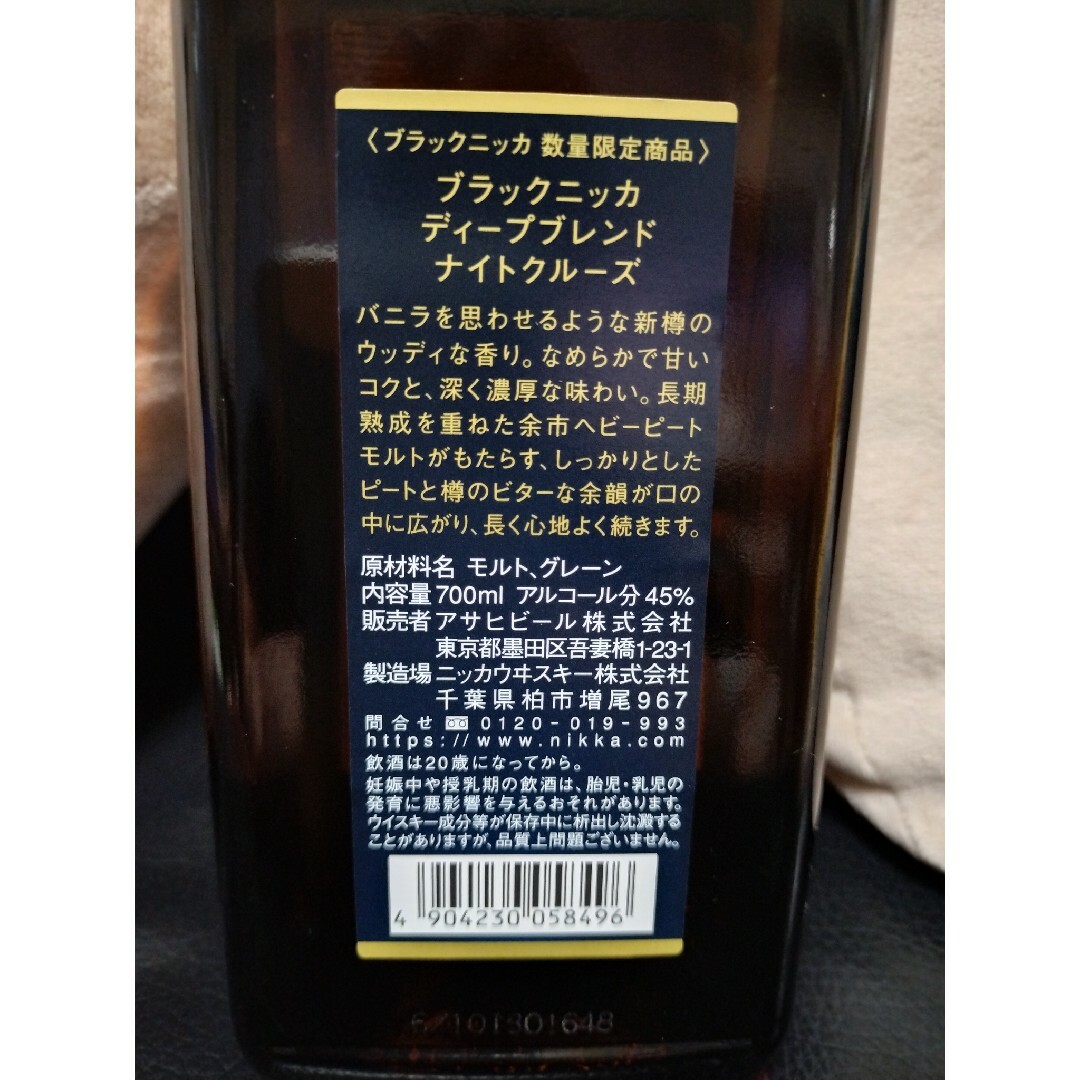 〈ブラックニッカ 数量限定商品〉
ブラックニッカ
ディープブレンド
ナイトクルーズ
バニラを思わせるような新樽の
ウッディな香り。なめらかで甘い
コクと、深く濃厚な味わい。長期
熟成を重ねた余市ヘビーピート
モルトがもたらす、しっかりとした
ピートと樽のビターな余韻が口の
中に広がり、長く心地よく続きます。
原材料名 モルト、グレーン
内容量 700ml アルコール分 45%
販売者 アサヒビール株式会社
東京都墨田区吾妻橋1-23-1
製造場 ニッカウヰスキー株式会社
千葉県柏市増尾967
問合せ 0120-019-993
https://www.nikka.com
飲酒は20歳になってから。
妊娠中や授乳期の飲酒は、胎児・乳児の
発育に悪影響を与えるおそれがあります。
ウイスキー成分等が保存中に析出し沈澱する
ことがありますが、品質上問題ございません。
4 904230 058496